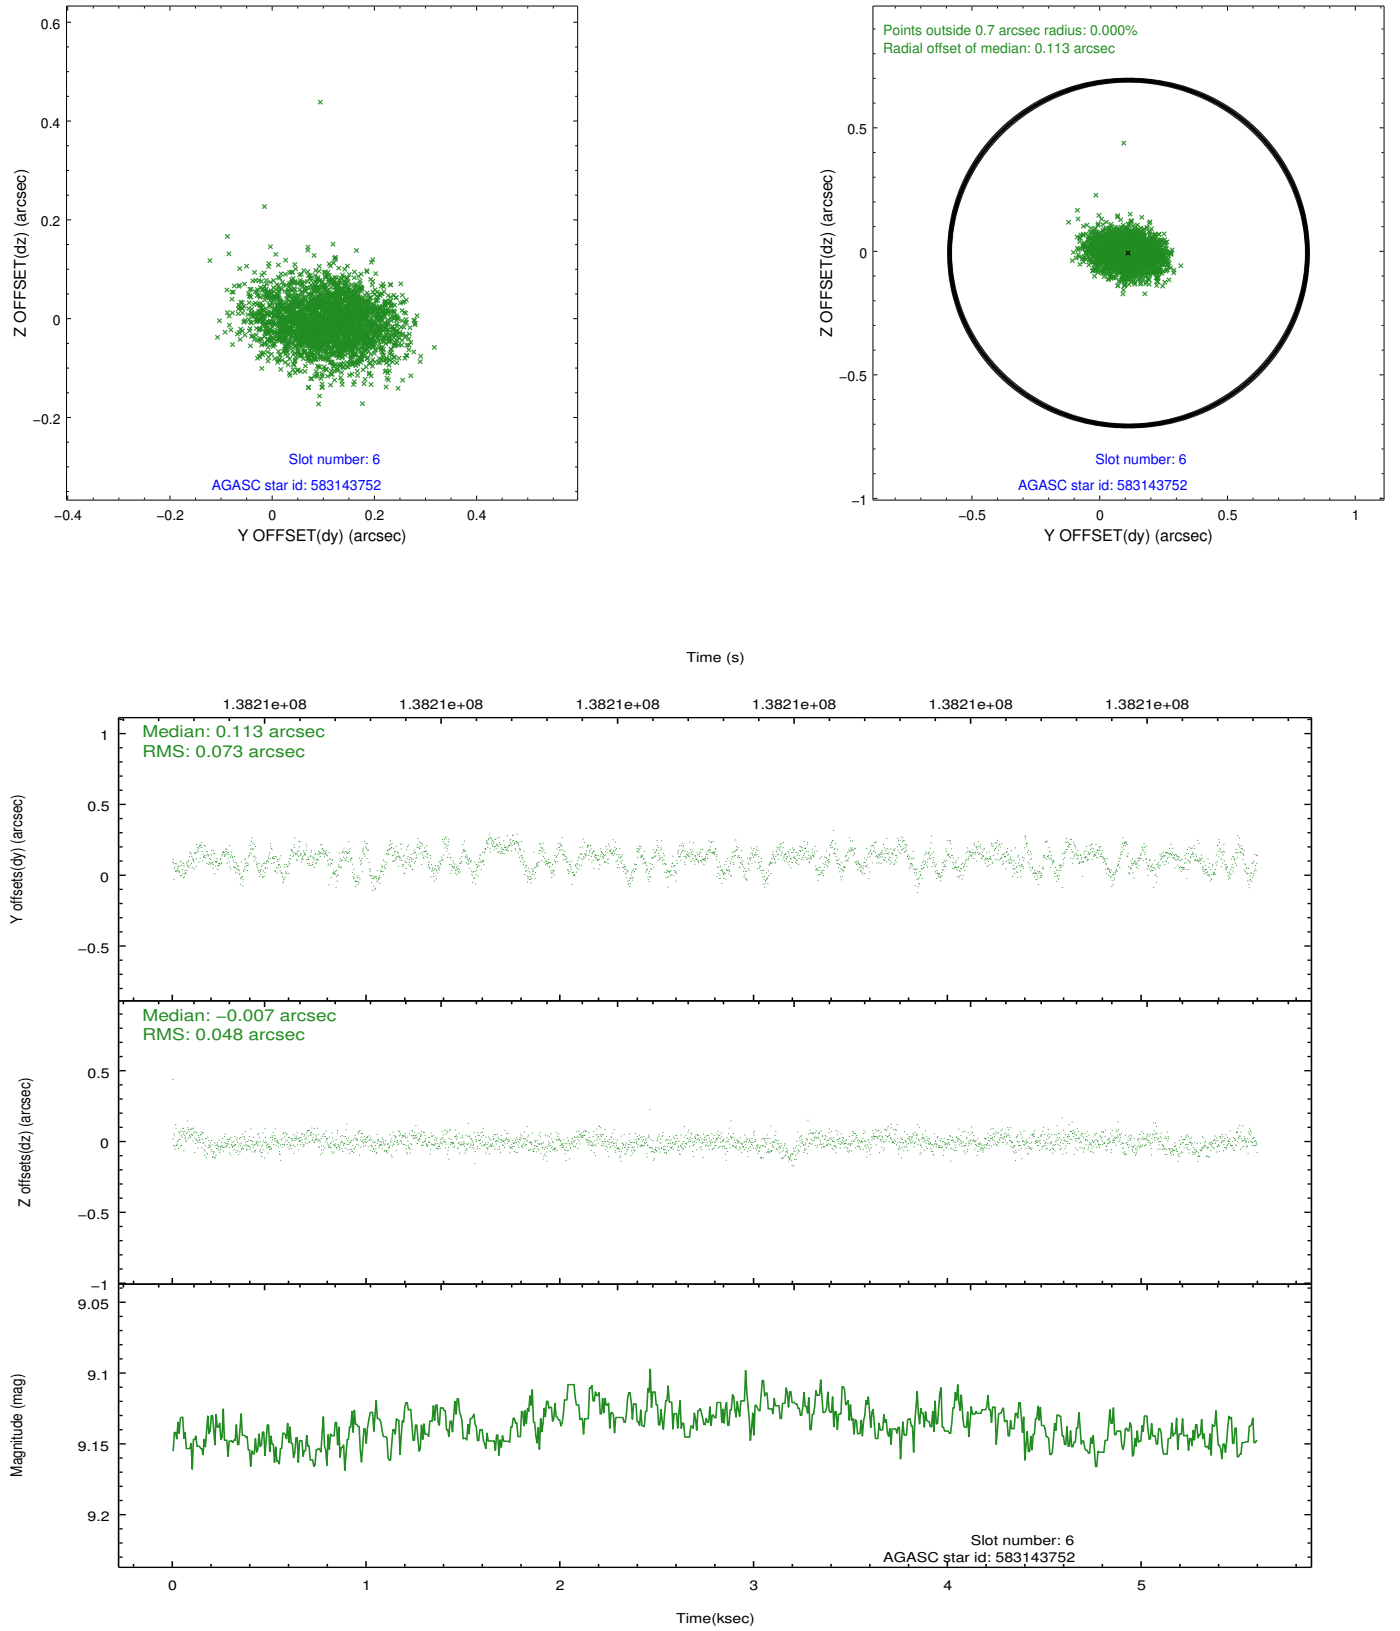 0.6
0.4
0.2
0
−0.2
Z OFFSET(dz) (arcsec)
Slot number: 6
AGASC star id: 583143752
−0.4
−0.2
0
0.2
0.4
Y OFFSET(dy) (arcsec)
Points outside 0.7 arcsec radius: 0.000%
Radial offset of median: 0.113 arcsec
0.5
0
−0.5
−1
Z OFFSET(dz) (arcsec)
Slot number: 6
AGASC star id: 583143752
−0.5
0
0.5
1
Y OFFSET(dy) (arcsec)
Time (s)
1.3821e+08
1.3821e+08
1.3821e+08
1.3821e+08
1.3821e+08
1.3821e+08
Median: 0.113 arcsec
RMS: 0.073 arcsec
1
0.5
0
−0.5
Y offsets(dy) (arcsec)
Median: −0.007 arcsec
RMS: 0.048 arcsec
0.5
0
−0.5
−1
Z offsets(dz) (arcsec)
9.05
9.1
9.15
9.2
Magnitude (mag)
Slot number: 6
AGASC star id: 583143752
0
1
2
3
4
5
Time(ksec)